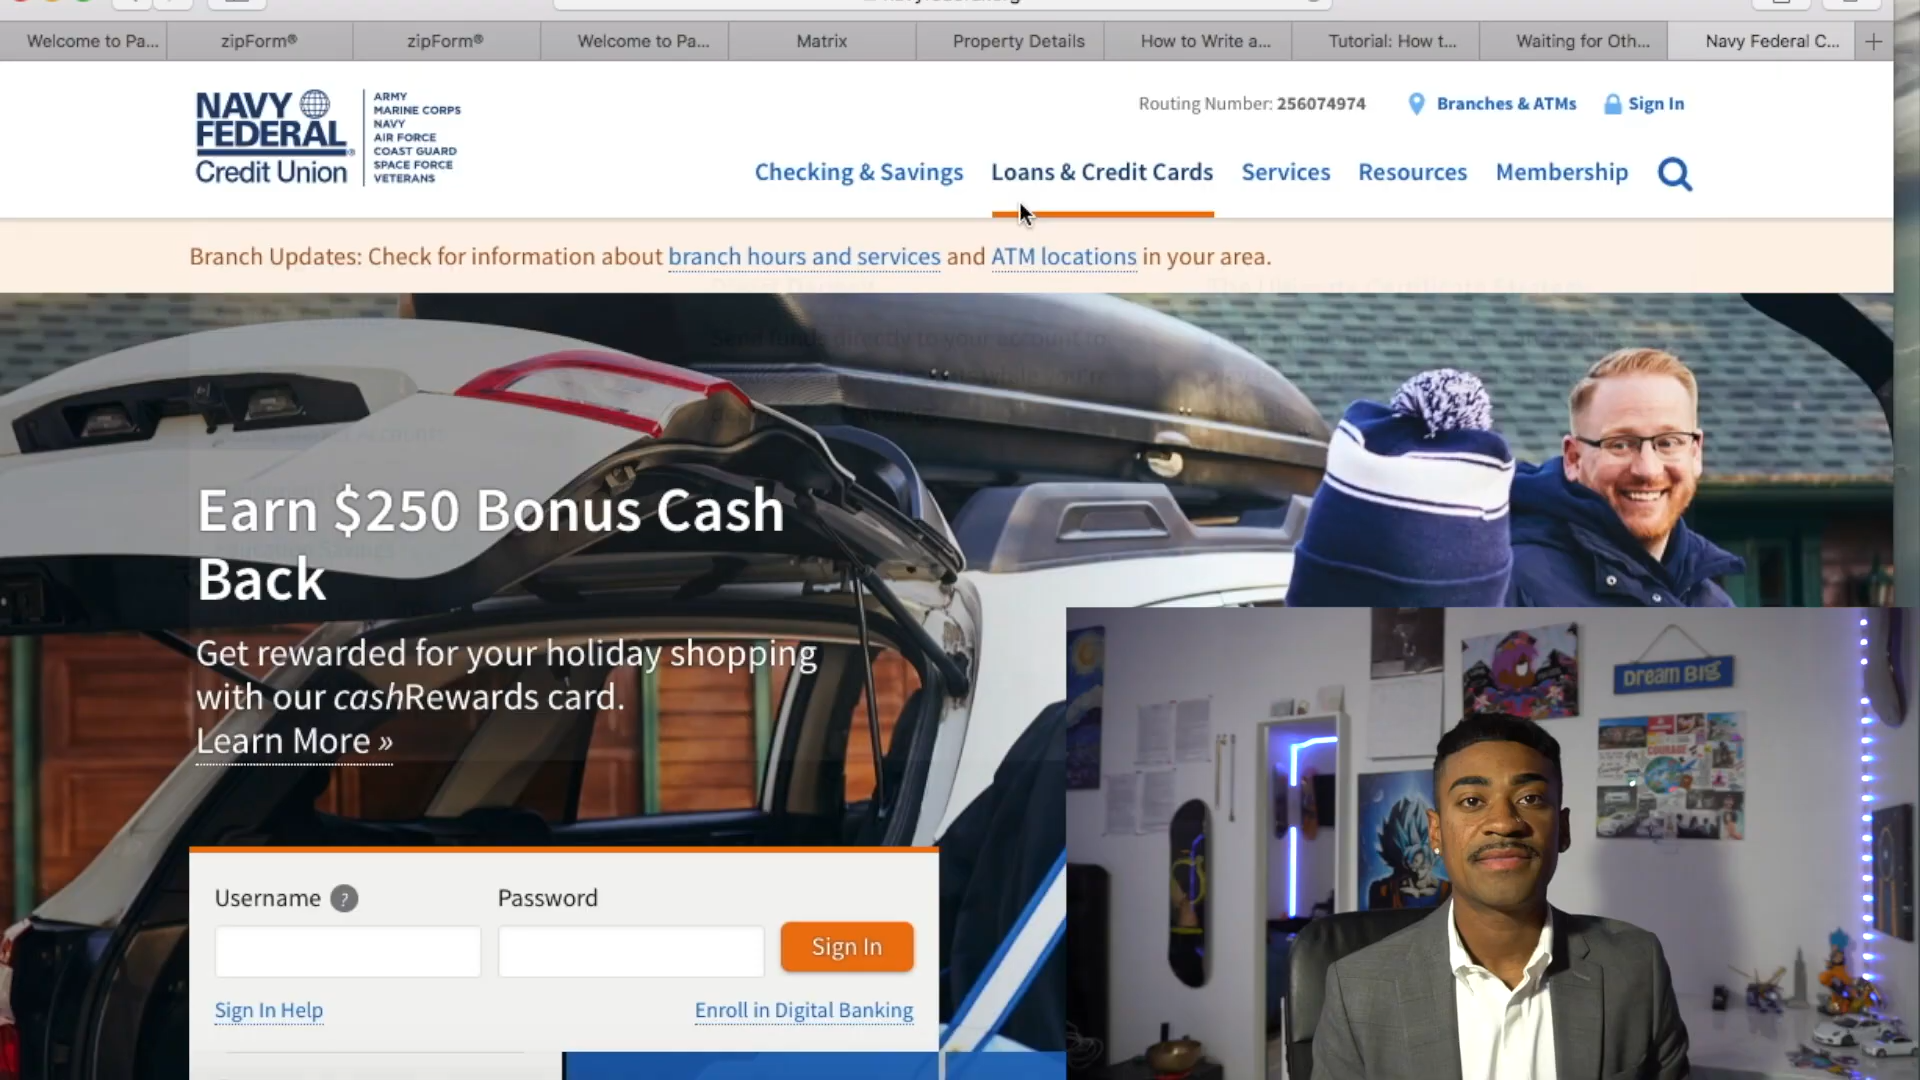 Welcome to Pa...
zipForm®
zipForm®
Welcome to Pa...
Matrix
Property Details
How to Write a...
Tutorial: How t...
Waiting for Oth...
Navy Federal C...
NAVY
FEDERAL®
Credit Union
ARMY
MARINE CORPS
NAVY
AIR FORCE
COAST GUARD
SPACE FORCE
VETERANS
Routing Number: 256074974
Branches & ATMs
Sign In
Checking & Savings
Loans & Credit Cards
Services
Resources
Membership
Branch Updates: Check for information about branch hours and services and ATM locations in your area.
Earn $250 Bonus Cash
Back
Get rewarded for your holiday shopping
with our cashRewards card.
Learn More »
Username ?
Password
Sign In
Sign In Help
Enroll in Digital Banking
Dream BIG
COURAGE